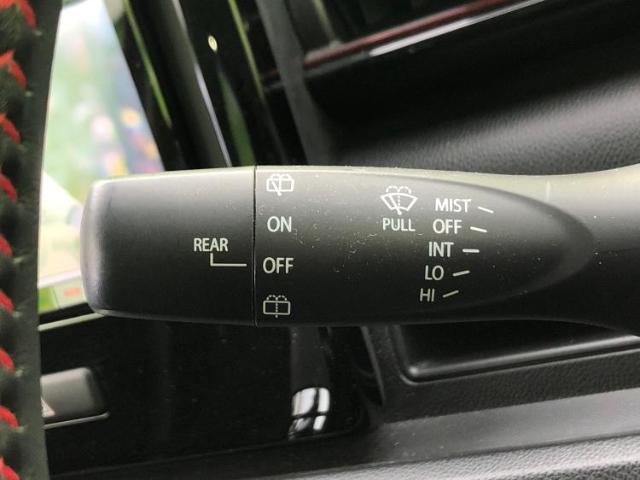 REAR
ON
OFF
PULL
MIST
OFF
INT
LO
HI